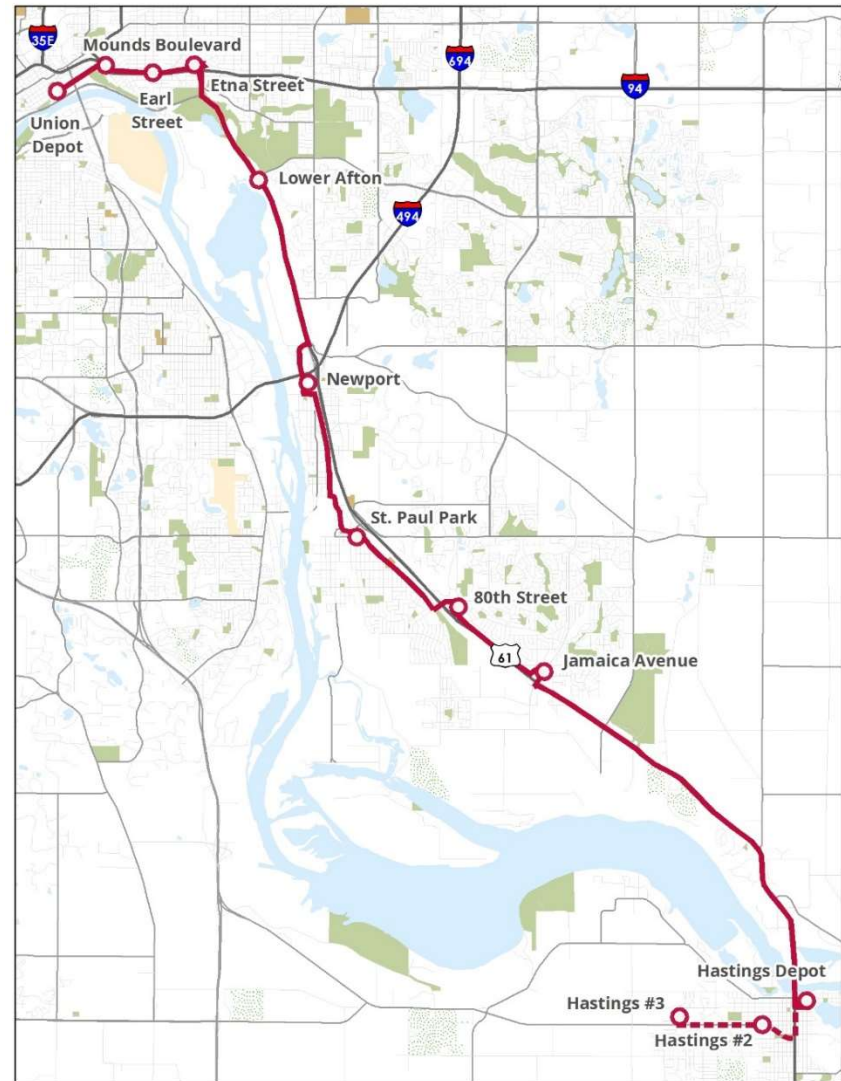 35E
Mounds Boulevard
694
94
Etna Street
Earl
Street
Union
Depot
Lower Afton
494
Newport
St. Paul Park
80th Street
61
Jamaica Avenue
Hastings Depot
Hastings #3
Hastings #2